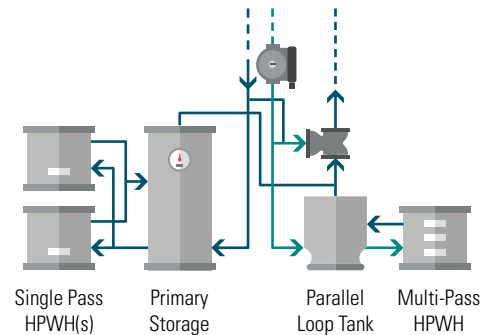 Single Pass
HPWH(s)
Primary
Storage
Parallel
Loop Tank
Multi-Pass
HPWH